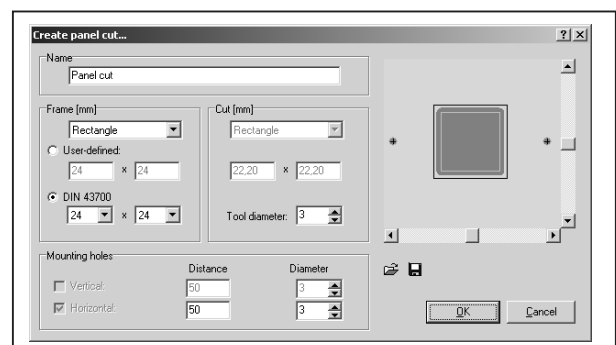 Create panel cut...
Name
Panel cut
Frame [mm]
Rectangle
User-defined:
24 x 24
DIN 43700
24 x 24
Cut [mm]
Rectangle
22,20 x 22,20
Tool diameter: 3
Mounting holes
Distance Diameter
Vertical: 50 3
Horizontal: 50 3
OK Cancel